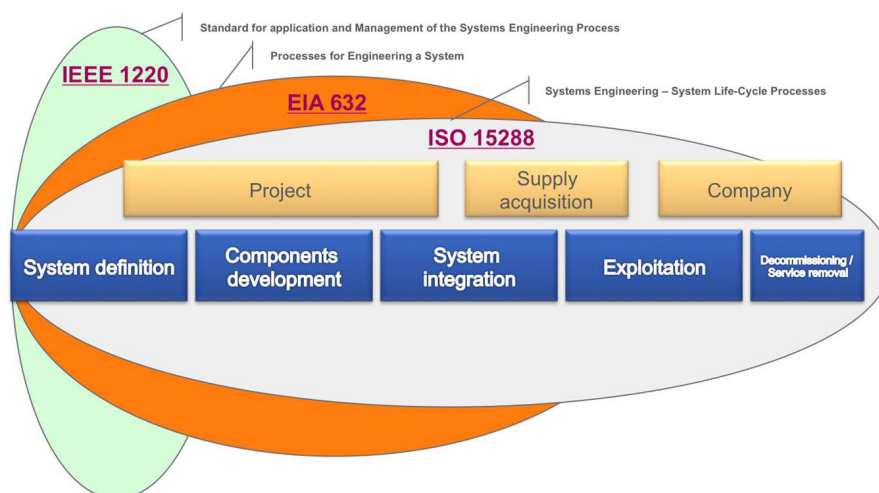 Standard for application and Management of the Systems Engineering Process
Processes for Engineering a System
IEEE 1220
Systems Engineering – System Life-Cycle Processes
EIA 632
ISO 15288
Project
Supply
acquisition
Company
System definition
Components
development
System
integration
Exploitation
Decommissioning /
Service removal